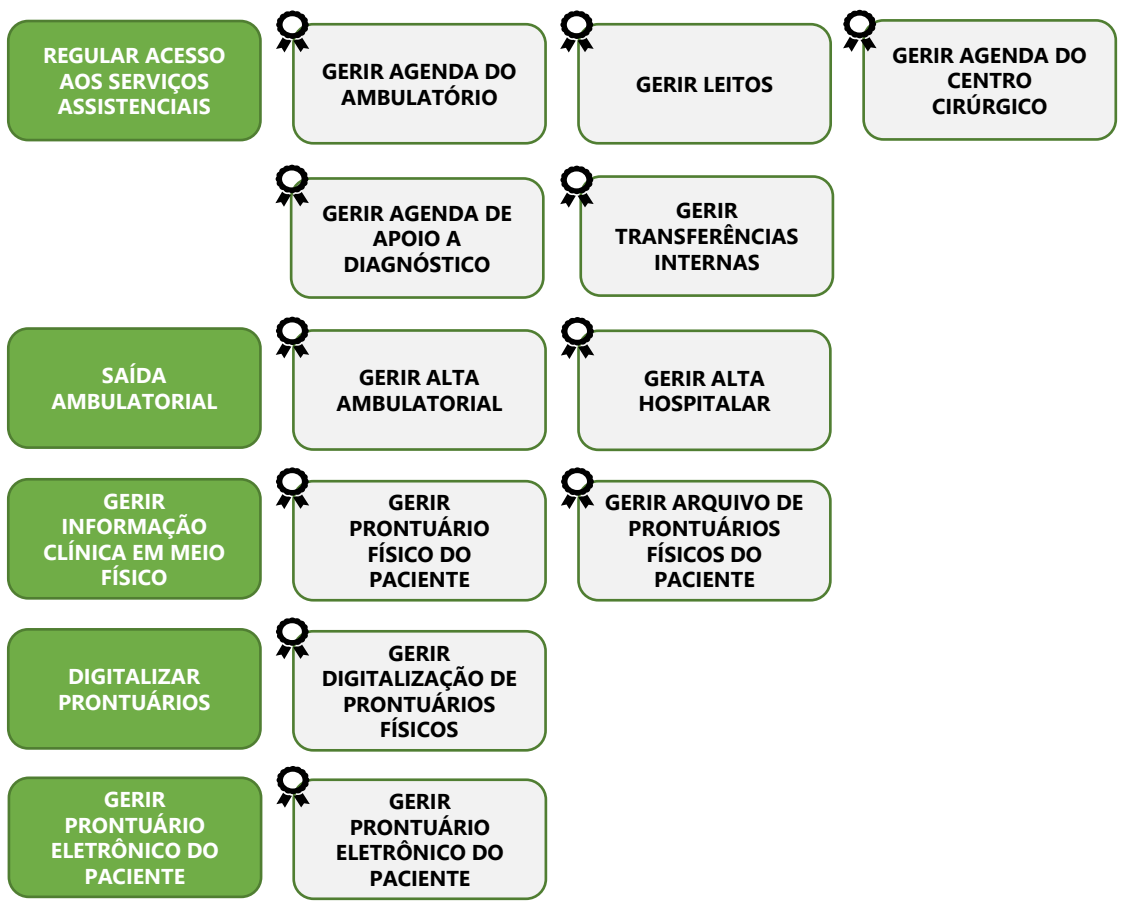 REGULAR ACESSO
AOS SERVIÇOS
ASSISTENCIAIS
GERIR AGENDA DO
AMBULATÓRIO
GERIR LEITOS
GERIR AGENDA DO
CENTRO
CIRÚRGICO
GERIR AGENDA DE
APOIO A
DIAGNÓSTICO
GERIR
TRANSFERÊNCIAS
INTERNAS
SAÍDA
AMBULATORIAL
GERIR ALTA
AMBULATORIAL
GERIR ALTA
HOSPITALAR
GERIR
INFORMAÇÃO
CLÍNICA EM MEIO
FÍSICO
GERIR
PRONTUÁRIO
FÍSICO DO
PACIENTE
GERIR ARQUIVO DE
PRONTUÁRIOS
FÍSICOS DO
PACIENTE
DIGITALIZAR
PRONTUÁRIOS
GERIR
DIGITALIZAÇÃO DE
PRONTUÁRIOS
FÍSICOS
GERIR
PRONTUÁRIO
ELETRÔNICO DO
PACIENTE
GERIR
PRONTUÁRIO
ELETRÔNICO DO
PACIENTE